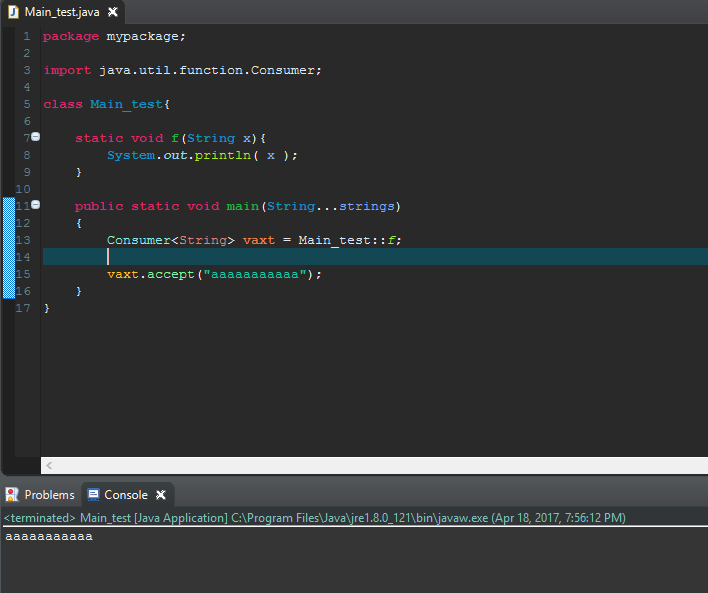 Main_test.java
1 package mypackage;
2
3 import java.util.function.Consumer;
4
5 class Main_test{
6
7     static void f(String x){
8         System.out.println( x );
9     }
10
11     public static void main(String...strings)
12     {
13         Consumer<String> vaxt = Main_test::f;
14
15         vaxt.accept("aaaaaaaaaaa");
16     }
17 }
Problems Console
<terminated> Main_test [Java Application] C:\Program Files\Java\jre1.8.0_121\bin\javaw.exe (Apr 18, 2017, 7:56:12 PM)
aaaaaaaaaaa